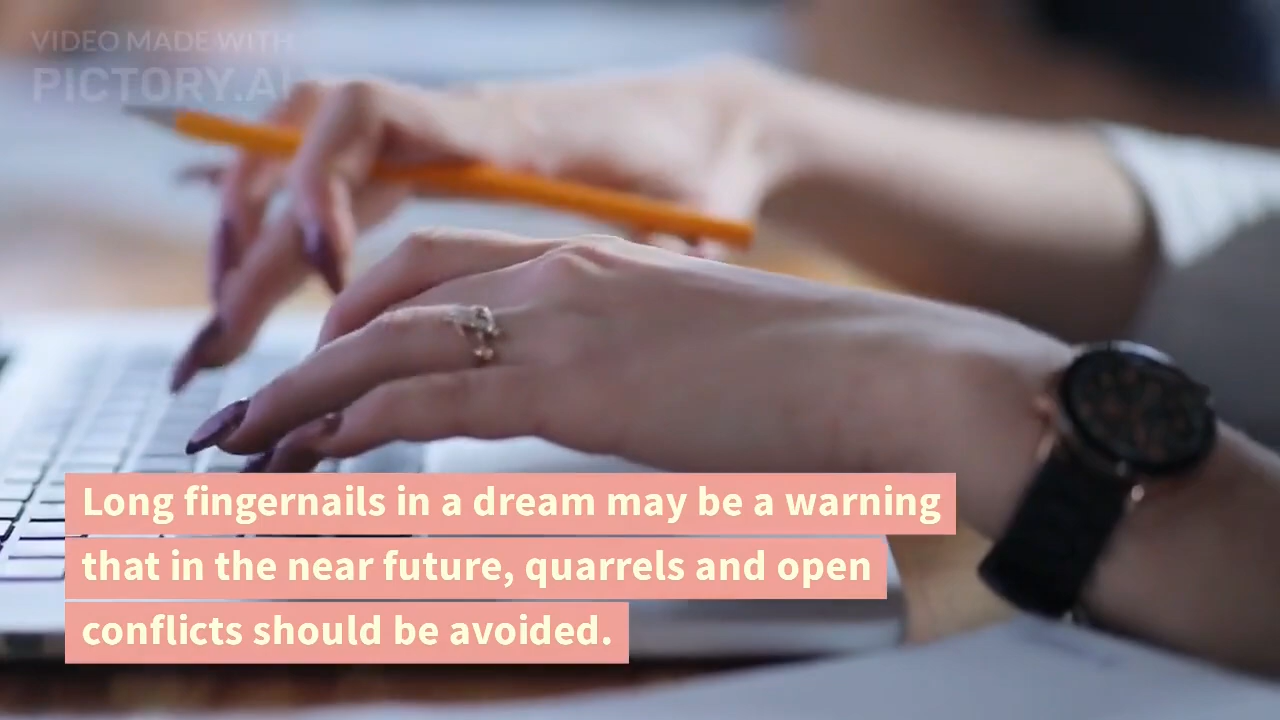 VIDEO MADE WITH
PICTORY.AI
Long fingernails in a dream may be a warning
that in the near future, quarrels and open
conflicts should be avoided.